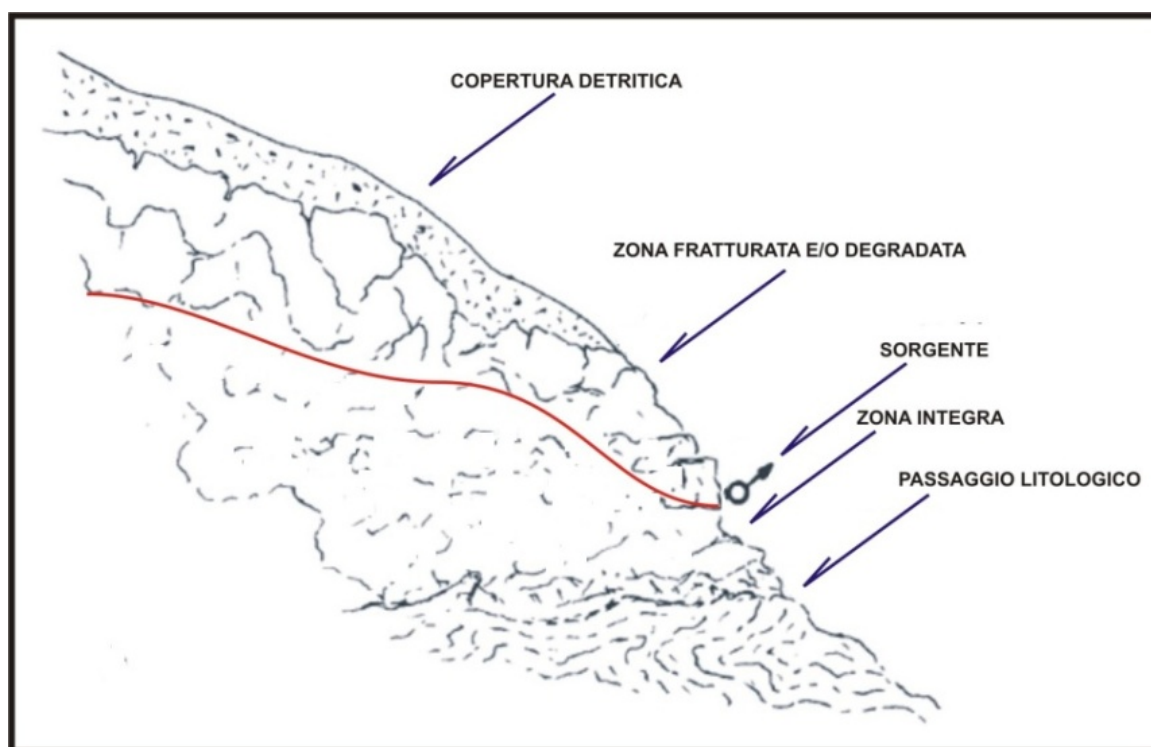 COPERTURA DETRITICA
ZONA FRATTURATA E/O DEGRADATA
SORGENTE
ZONA INTEGRA
PASSAGGIO LITOLOGICO